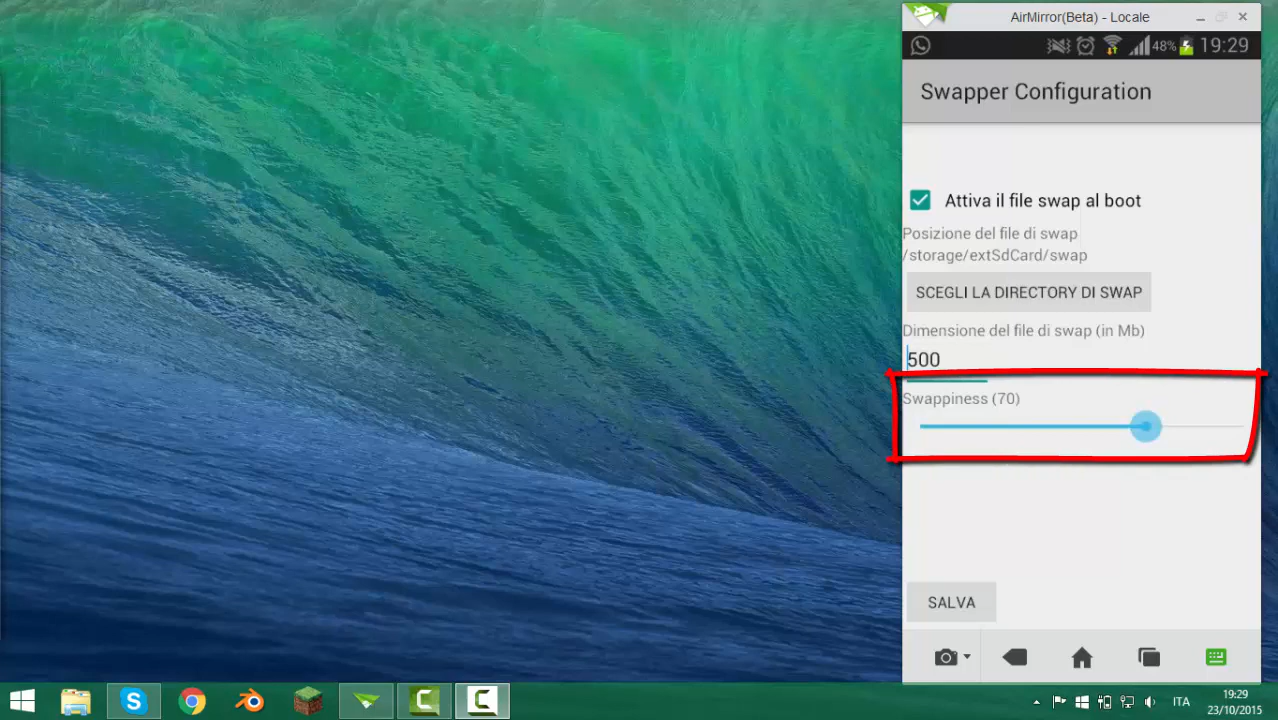 AirMirror(Beta) - Locale
48% 19:29
Swapper Configuration
Attiva il file swap al boot
Posizione del file di swap
/storage/extSdCard/swap
SCEGLI LA DIRECTORY DI SWAP
Dimensione del file di swap (in Mb)
500
Swappiness (70)
SALVA
ITA
19:29
23/10/2015